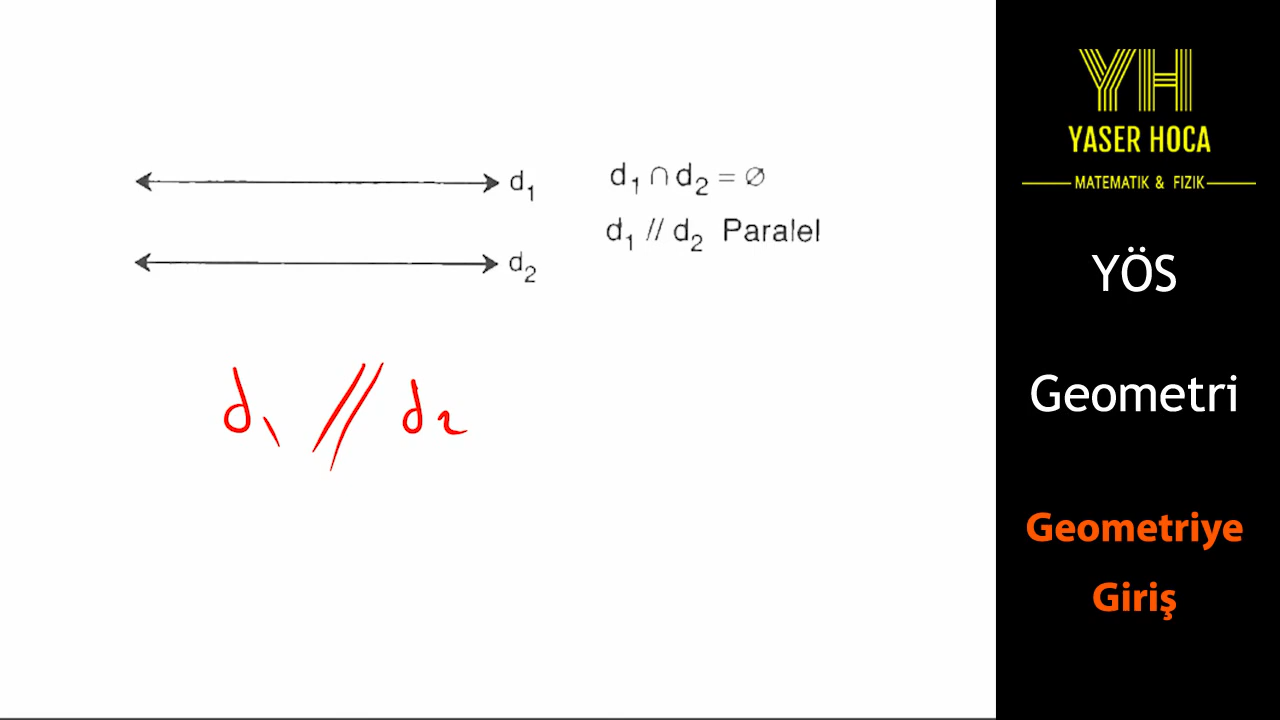 d₁
d₁ ∩ d₂ = ∅
d₁ // d₂ Paralel
d₂
d₁ // d₂
YH
YASER HOCA
MATEMATIK & FIZIK
YÖS
Geometri
Geometriye
Giriş